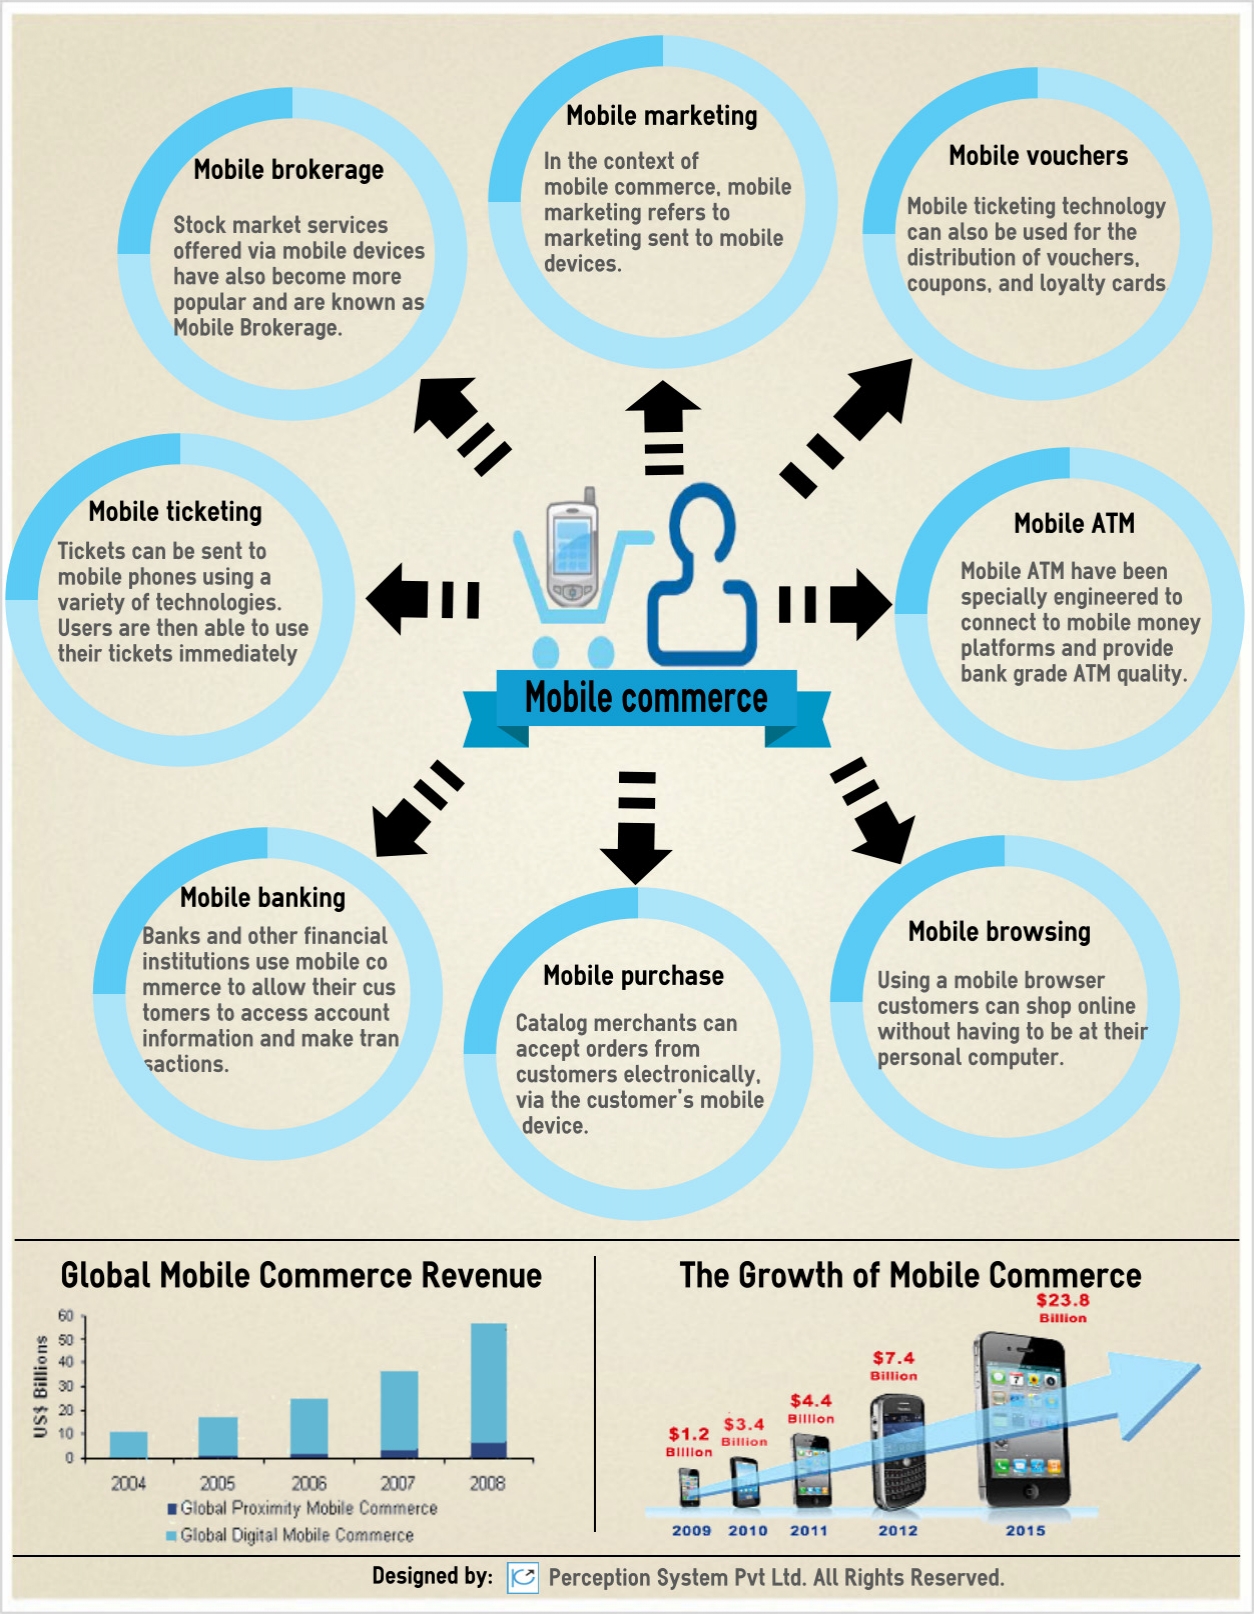 Mobile marketing
In the context of
mobile commerce, mobile
marketing refers to
marketing sent to mobile
devices.
Mobile brokerage
Stock market services
offered via mobile devices
have also become more
popular and are known as
Mobile Brokerage.
Mobile vouchers
Mobile ticketing technology
can also be used for the
distribution of vouchers,
coupons, and loyalty cards
Mobile ticketing
Tickets can be sent to
mobile phones using a
variety of technologies.
Users are then able to use
their tickets immediately
Mobile ATM
Mobile ATM have been
specially engineered to
connect to mobile money
platforms and provide
bank grade ATM quality.
Mobile commerce
Mobile banking
Banks and other financial
institutions use mobile co
mmerce to allow their cus
tomers to access account
information and make tran
sactions.
Mobile purchase
Catalog merchants can
accept orders from
customers electronically,
via the customer's mobile
device.
Mobile browsing
Using a mobile browser
customers can shop online
without having to be at their
personal computer.
Global Mobile Commerce Revenue
US$ Billions
60
50
40
30
20
10
0
2004 2005 2006 2007 2008
Global Proximity Mobile Commerce
Global Digital Mobile Commerce
The Growth of Mobile Commerce
$1.2
Billion
$3.4
Billion
$4.4
Billion
$7.4
Billion
$23.8
Billion
2009 2010 2011 2012 2015
Designed by: Perception System Pvt Ltd. All Rights Reserved.